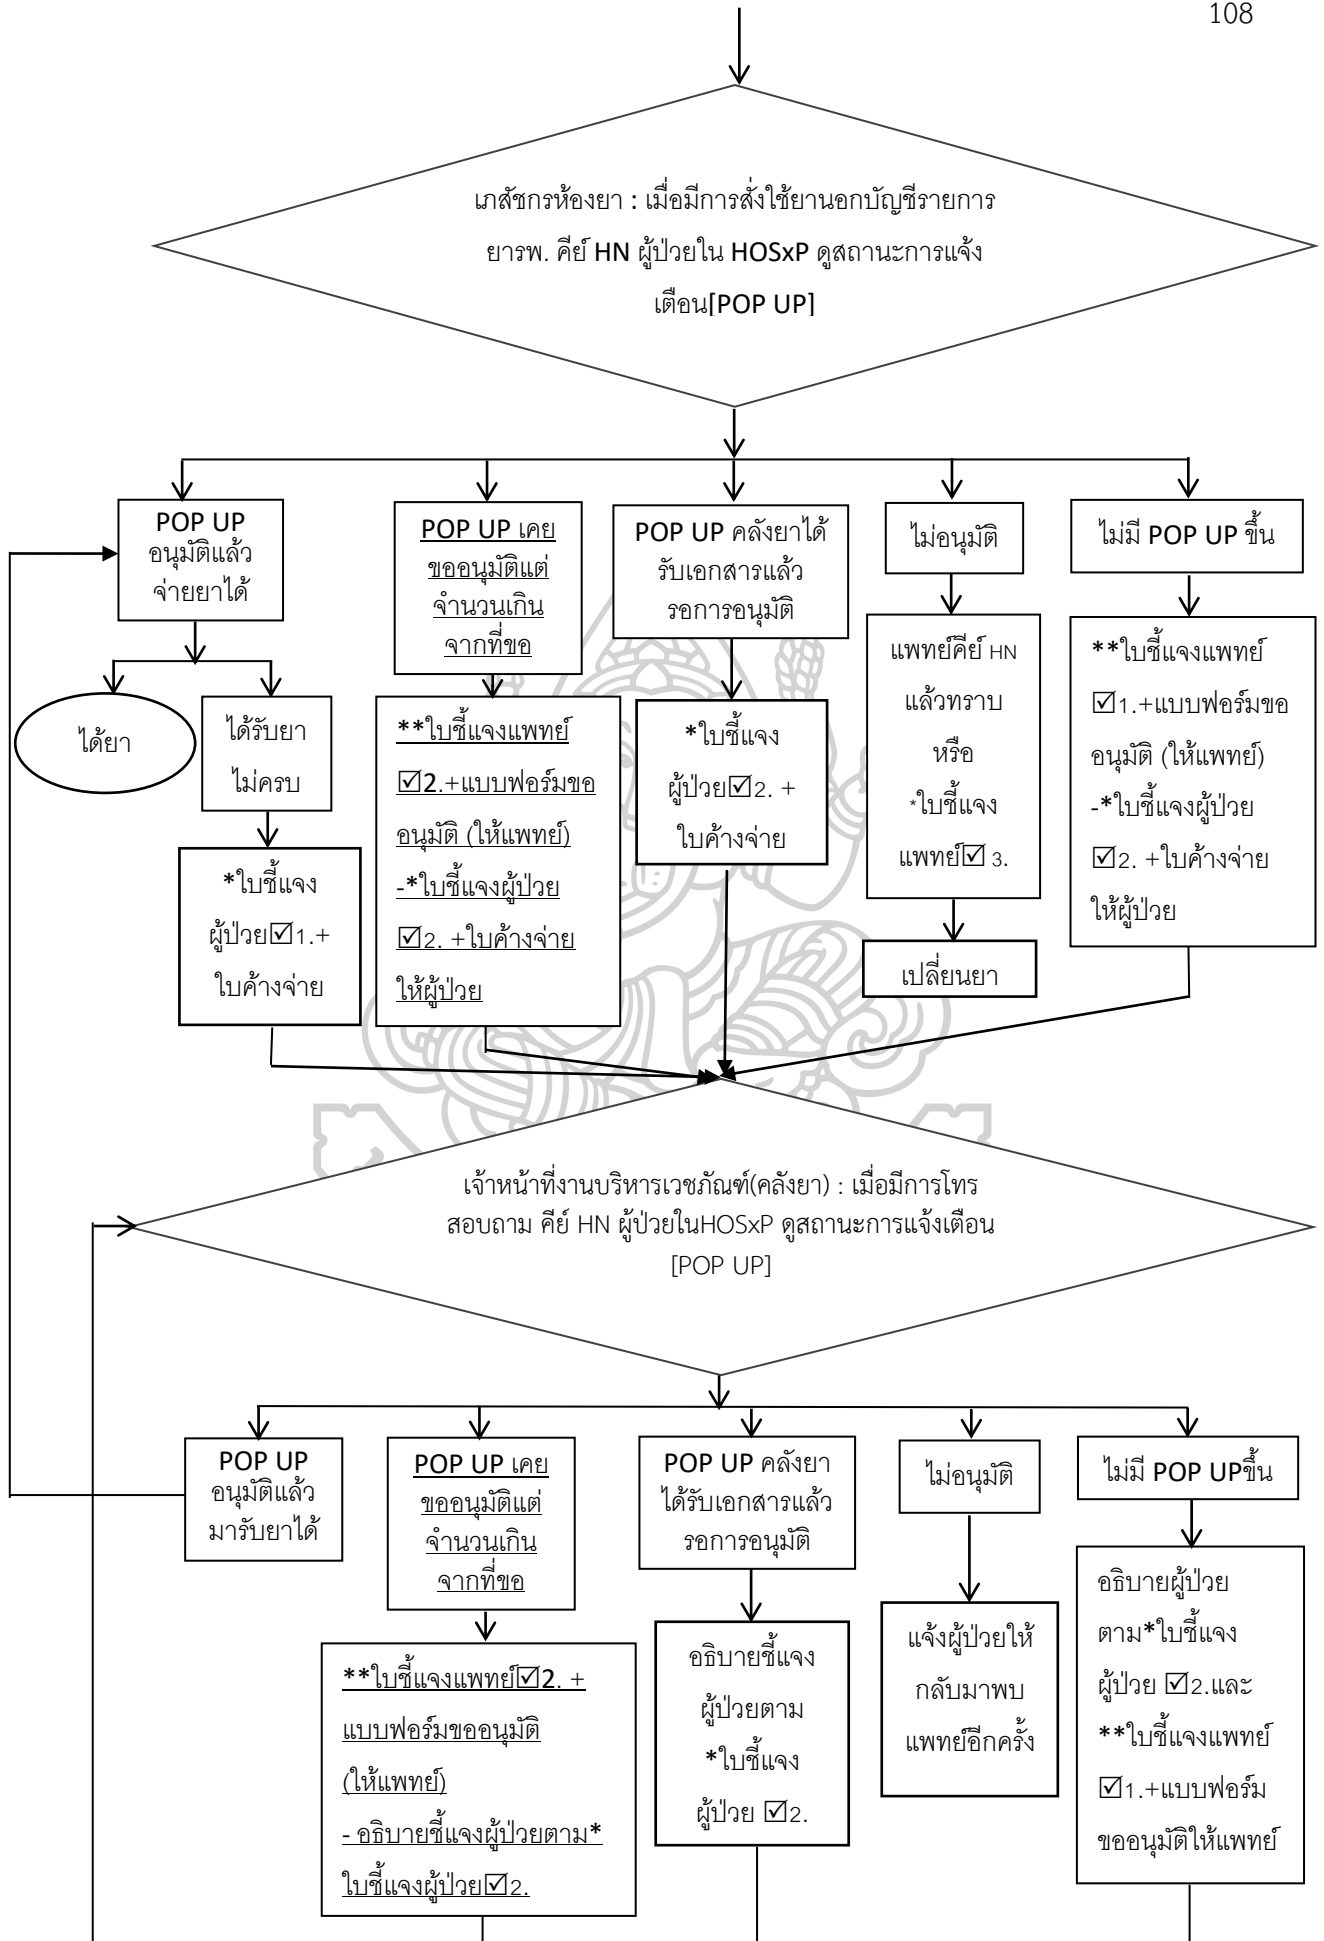 108
เภสัชกรห้องยา : เมื่อมีการสั่งใช้ยานอกบัญชีรายการ
ยารพ. คีย์ HN ผู้ป่วยใน HOSxP ดูสถานะการแจ้ง
เตือน[POP UP]
POP UP
อนุมัติแล้ว
จ่ายยาได้
POP UP เคย
ขออนุมัติแต่
จำนวนเกิน
จากที่ขอ
POP UP คลังยาได้
รับเอกสารแล้ว
รอการอนุมัติ
ไม่อนุมัติ
ไม่มี POP UP ขึ้น
ได้ยา
ได้รับยา
ไม่ครบ
*ใบชี้แจง
ผู้ป่วย☑1.+
ใบค้างจ่าย
**ใบชี้แจงแพทย์
☑2.+แบบฟอร์มขอ
อนุมัติ (ให้แพทย์)
-*ใบชี้แจงผู้ป่วย
☑2. +ใบค้างจ่าย
ให้ผู้ป่วย
*ใบชี้แจง
ผู้ป่วย☑2. +
ใบค้างจ่าย
แพทย์คีย์ HN
แล้วทราบ
หรือ
*ใบชี้แจง
แพทย์☑ 3.
เปลี่ยนยา
**ใบชี้แจงแพทย์
☑1.+แบบฟอร์มขอ
อนุมัติ (ให้แพทย์)
-*ใบชี้แจงผู้ป่วย
☑2. +ใบค้างจ่าย
ให้ผู้ป่วย
เจ้าหน้าที่งานบริหารเวชภัณฑ์(คลังยา) : เมื่อมีการโทร
สอบถาม คีย์ HN ผู้ป่วยในHOSxP ดูสถานะการแจ้งเตือน
[POP UP]
POP UP
อนุมัติแล้ว
มารับยาได้
POP UP เคย
ขออนุมัติแต่
จำนวนเกิน
จากที่ขอ
POP UP คลังยา
ได้รับเอกสารแล้ว
รอการอนุมัติ
ไม่อนุมัติ
ไม่มี POP UPขึ้น
**ใบชี้แจงแพทย์☑2. +
แบบฟอร์มขออนุมัติ
(ให้แพทย์)
- อธิบายชี้แจงผู้ป่วยตาม*
ใบชี้แจงผู้ป่วย☑2.
อธิบายชี้แจง
ผู้ป่วยตาม
*ใบชี้แจง
ผู้ป่วย ☑2.
แจ้งผู้ป่วยให้
กลับมาพบ
แพทย์อีกครั้ง
อธิบายผู้ป่วย
ตาม*ใบชี้แจง
ผู้ป่วย ☑2.และ
**ใบชี้แจงแพทย์
☑1.+แบบฟอร์ม
ขออนุมัติให้แพทย์